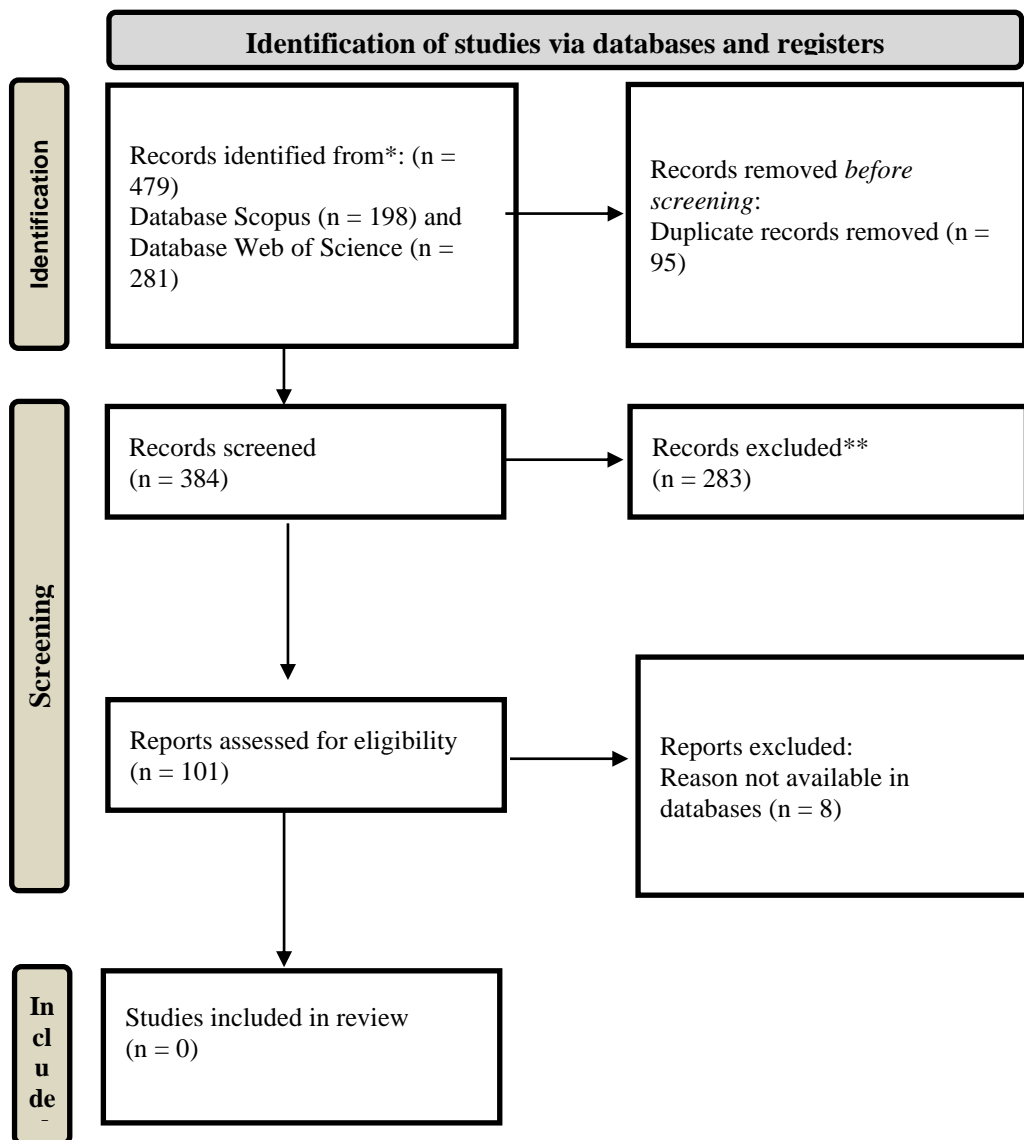 Identification of studies via databases and registers
Identification
Records identified from*: (n =
479)
Database Scopus (n = 198) and
Database Web of Science (n =
281)
Records removed before
screening:
Duplicate records removed (n =
95)
Screening
Records screened
(n = 384)
Records excluded**
(n = 283)
Reports assessed for eligibility
(n = 101)
Reports excluded:
Reason not available in
databases (n = 8)
In
cl
u
de
Studies included in review
(n = 0)